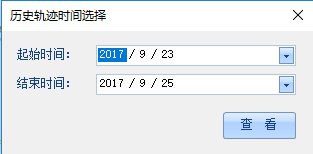 历史轨迹时间选择
起始时间： 2017 / 9 / 23
结束时间： 2017 / 9 / 25
查 看